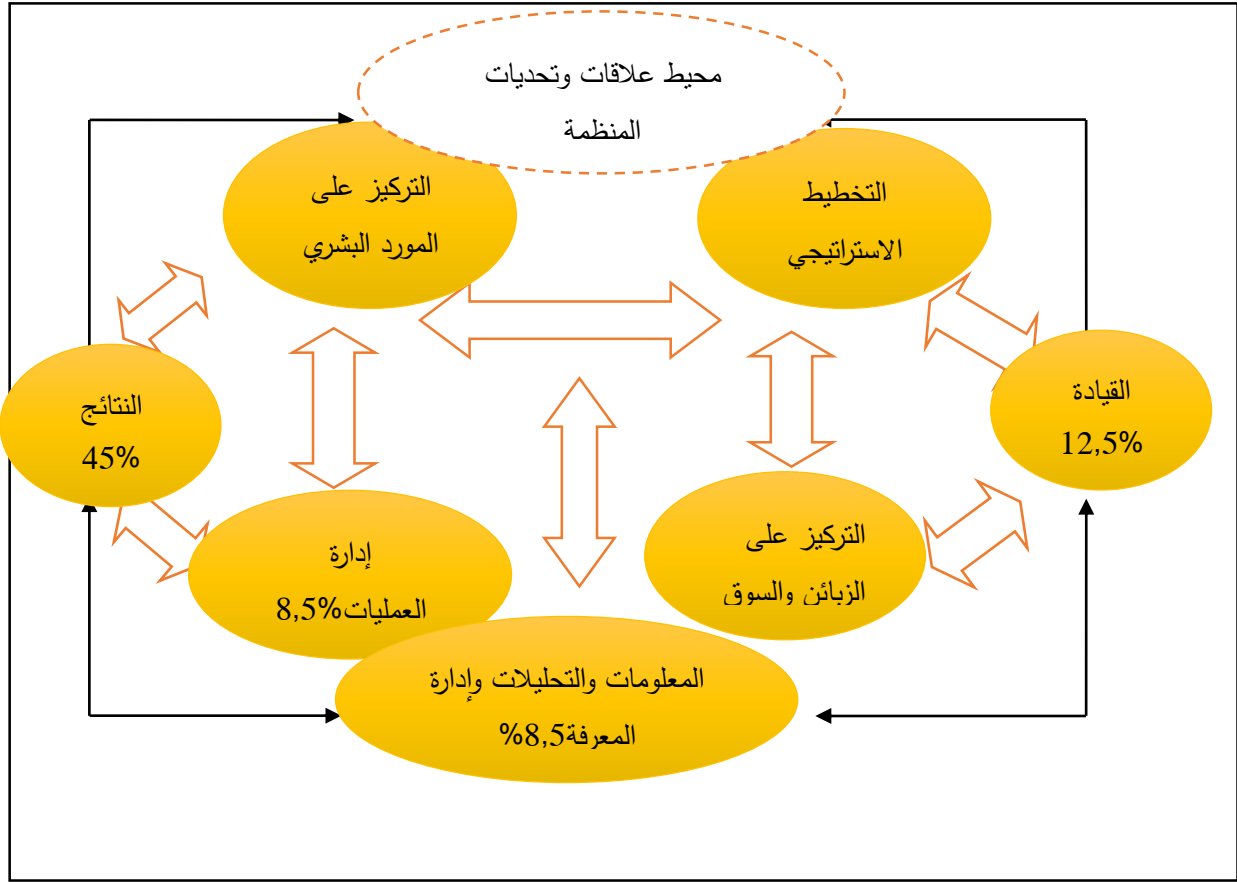 محيط علاقات وتحديات
المنظمة
التخطيط
الاستراتيجي
التركيز على
المورد البشري
القيادة
12,5%
النتائج
45%
التركيز على
الزبائن والسوق
إدارة
العمليات8,5%
المعلومات والتحليلات وإدارة
المعرفة8,5%